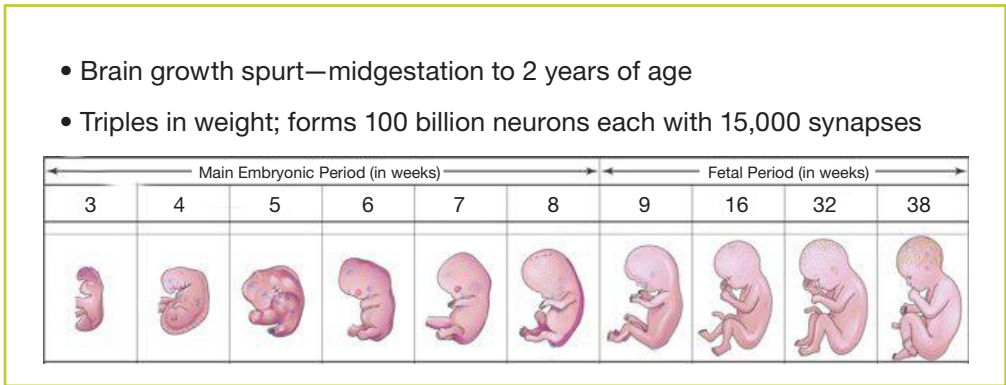 • Brain growth spurt—midgestation to 2 years of age
• Triples in weight; forms 100 billion neurons each with 15,000 synapses
Main Embryonic Period (in weeks) Fetal Period (in weeks)
3 4 5 6 7 8 9 16 32 38